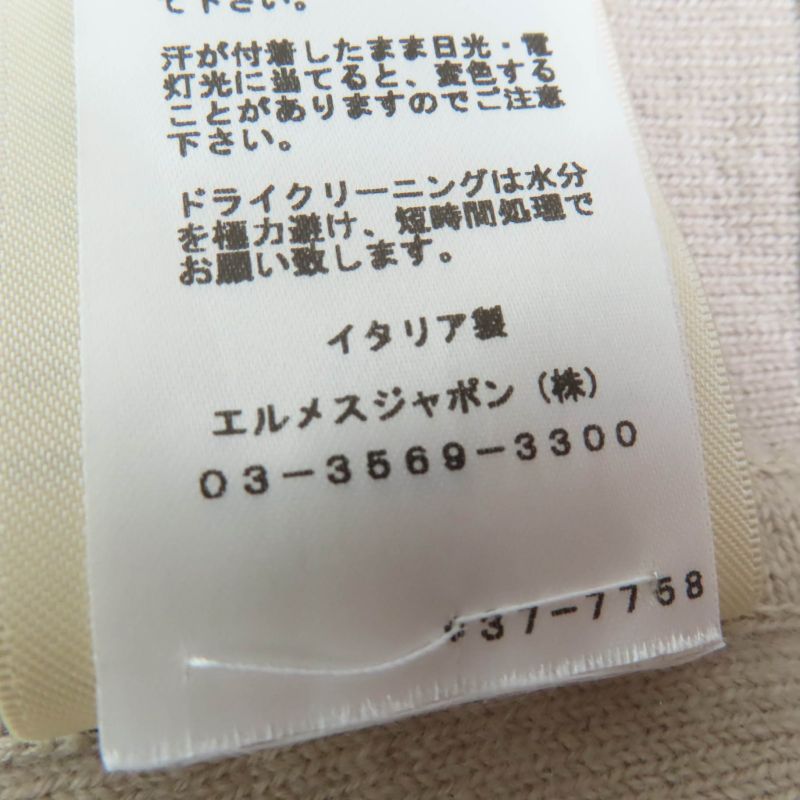 て下さい。
汗が付着したまま日光・電
灯光に当てると、変色する
ことがありますのでご注意
下さい。
ドライクリーニングは水分
を極力避け、短時間処理で
お願い致します。
イタリア製
エルメスジャポン(株)
03-3569-3300
37-7758